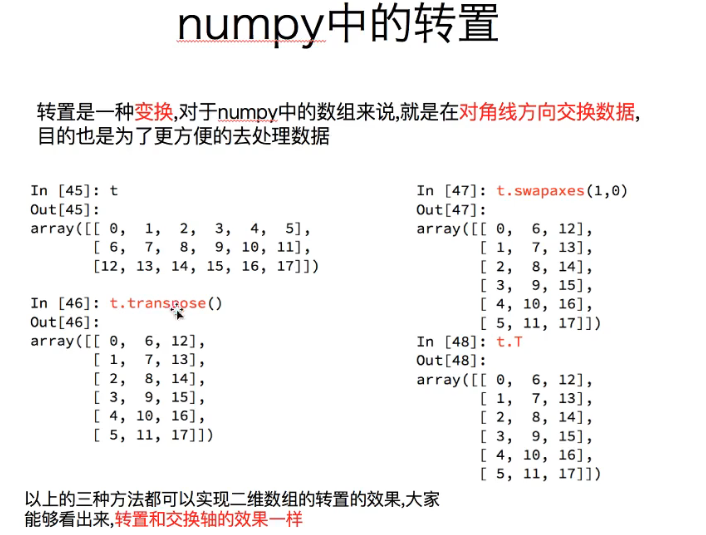 numpy中的转置
转置是一种变换,对于numpy中的数组来说,就是在对角线方向交换数据,
目的也是为了更方便的去处理数据
In [45]: t
Out[45]:
array([[ 0,  1,  2,  3,  4,  5],
       [ 6,  7,  8,  9, 10, 11],
       [12, 13, 14, 15, 16, 17]])
In [46]: t.transpose()
Out[46]:
array([[ 0,  6, 12],
       [ 1,  7, 13],
       [ 2,  8, 14],
       [ 3,  9, 15],
       [ 4, 10, 16],
       [ 5, 11, 17]])
In [47]: t.swapaxes(1,0)
Out[47]:
array([[ 0,  6, 12],
       [ 1,  7, 13],
       [ 2,  8, 14],
       [ 3,  9, 15],
       [ 4, 10, 16],
       [ 5, 11, 17]])
In [48]: t.T
Out[48]:
array([[ 0,  6, 12],
       [ 1,  7, 13],
       [ 2,  8, 14],
       [ 3,  9, 15],
       [ 4, 10, 16],
       [ 5, 11, 17]])
以上的三种方法都可以实现二维数组的转置的效果,大家
能够看出来,转置和交换轴的效果一样